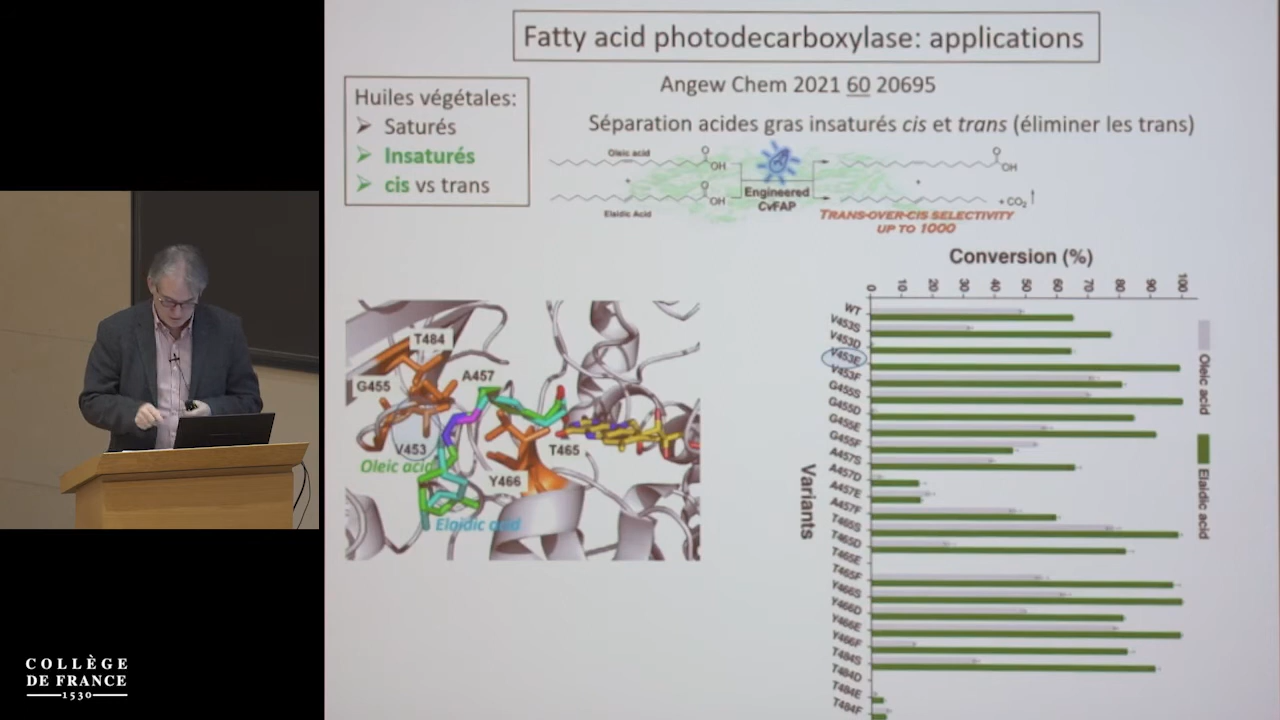 Fatty acid photodecarboxylase: applications
Huiles végétales:
Saturés
Insaturés
cis vs trans
Angew Chem 2021 60 20695
Séparation acides gras insaturés cis et trans (éliminer les trans)
Oleic acid
O
OH
O
OH
Engineered
CvFAP
Elaidic Acid
O
OH
+
+
+ CO2
TRANS-OVER-CIS SELECTIVITY
UP TO 1000
T484
G455
A457
V453
T465
Oleic acid
Y466
Elaidic acid
Conversion (%)
0 10 20 30 40 50 60 70 80 90 100
WT
V453S
V453D
V453E
V453F
G455S
G455D
G455E
G455F
A457S
A457D
A457E
A457F
T465S
T465D
T465E
T465F
Y466S
Y466D
Y466E
Y466F
T484S
T484D
T484E
T484F
Variants
Oleic acid
Elaidic acid
COLLÈGE
DE FRANCE
1530